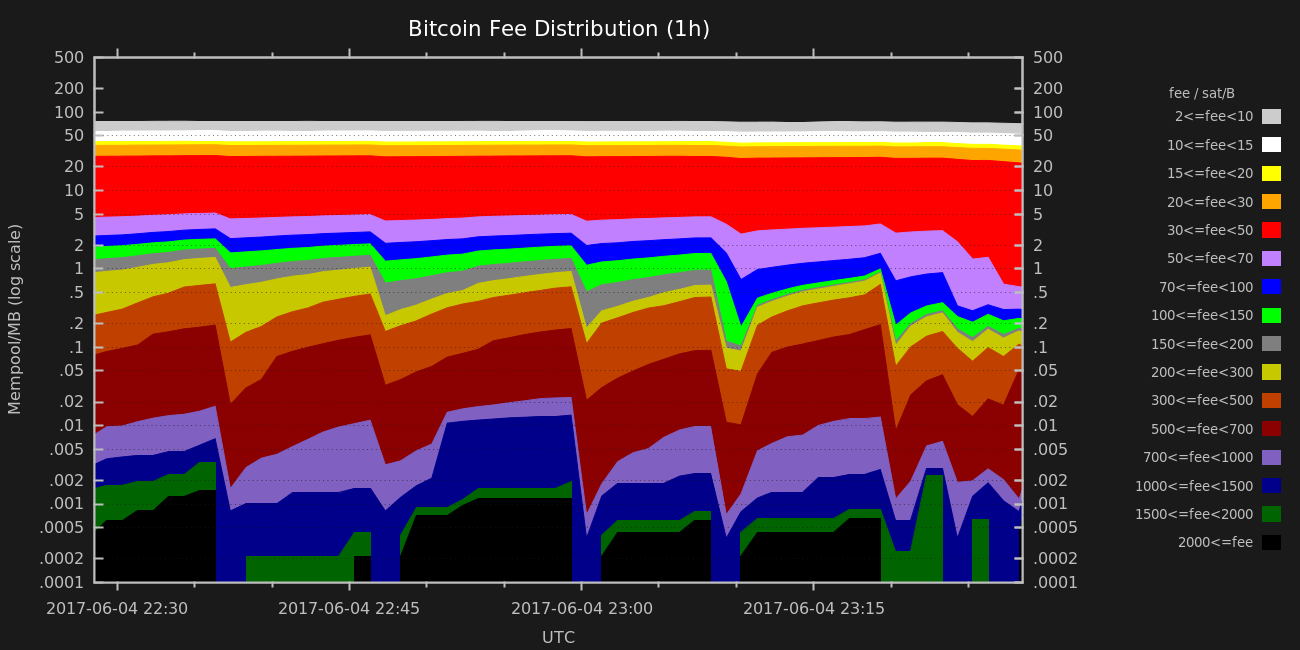 Bitcoin Fee Distribution (1h)
500
200
100
50
20
10
5
2
1
.5
.2
.1
.05
.02
.01
.005
.002
.001
.0005
.0002
.0001
Mempool/MB (log scale)
500
200
100
50
20
10
5
2
1
.5
.2
.1
.05
.02
.01
.005
.002
.001
.0005
.0002
.0001
2017-06-04 22:30 2017-06-04 22:45 2017-06-04 23:00 2017-06-04 23:15
UTC
fee / sat/B
2<=fee<10
10<=fee<15
15<=fee<20
20<=fee<30
30<=fee<50
50<=fee<70
70<=fee<100
100<=fee<150
150<=fee<200
200<=fee<300
300<=fee<500
500<=fee<700
700<=fee<1000
1000<=fee<1500
1500<=fee<2000
2000<=fee